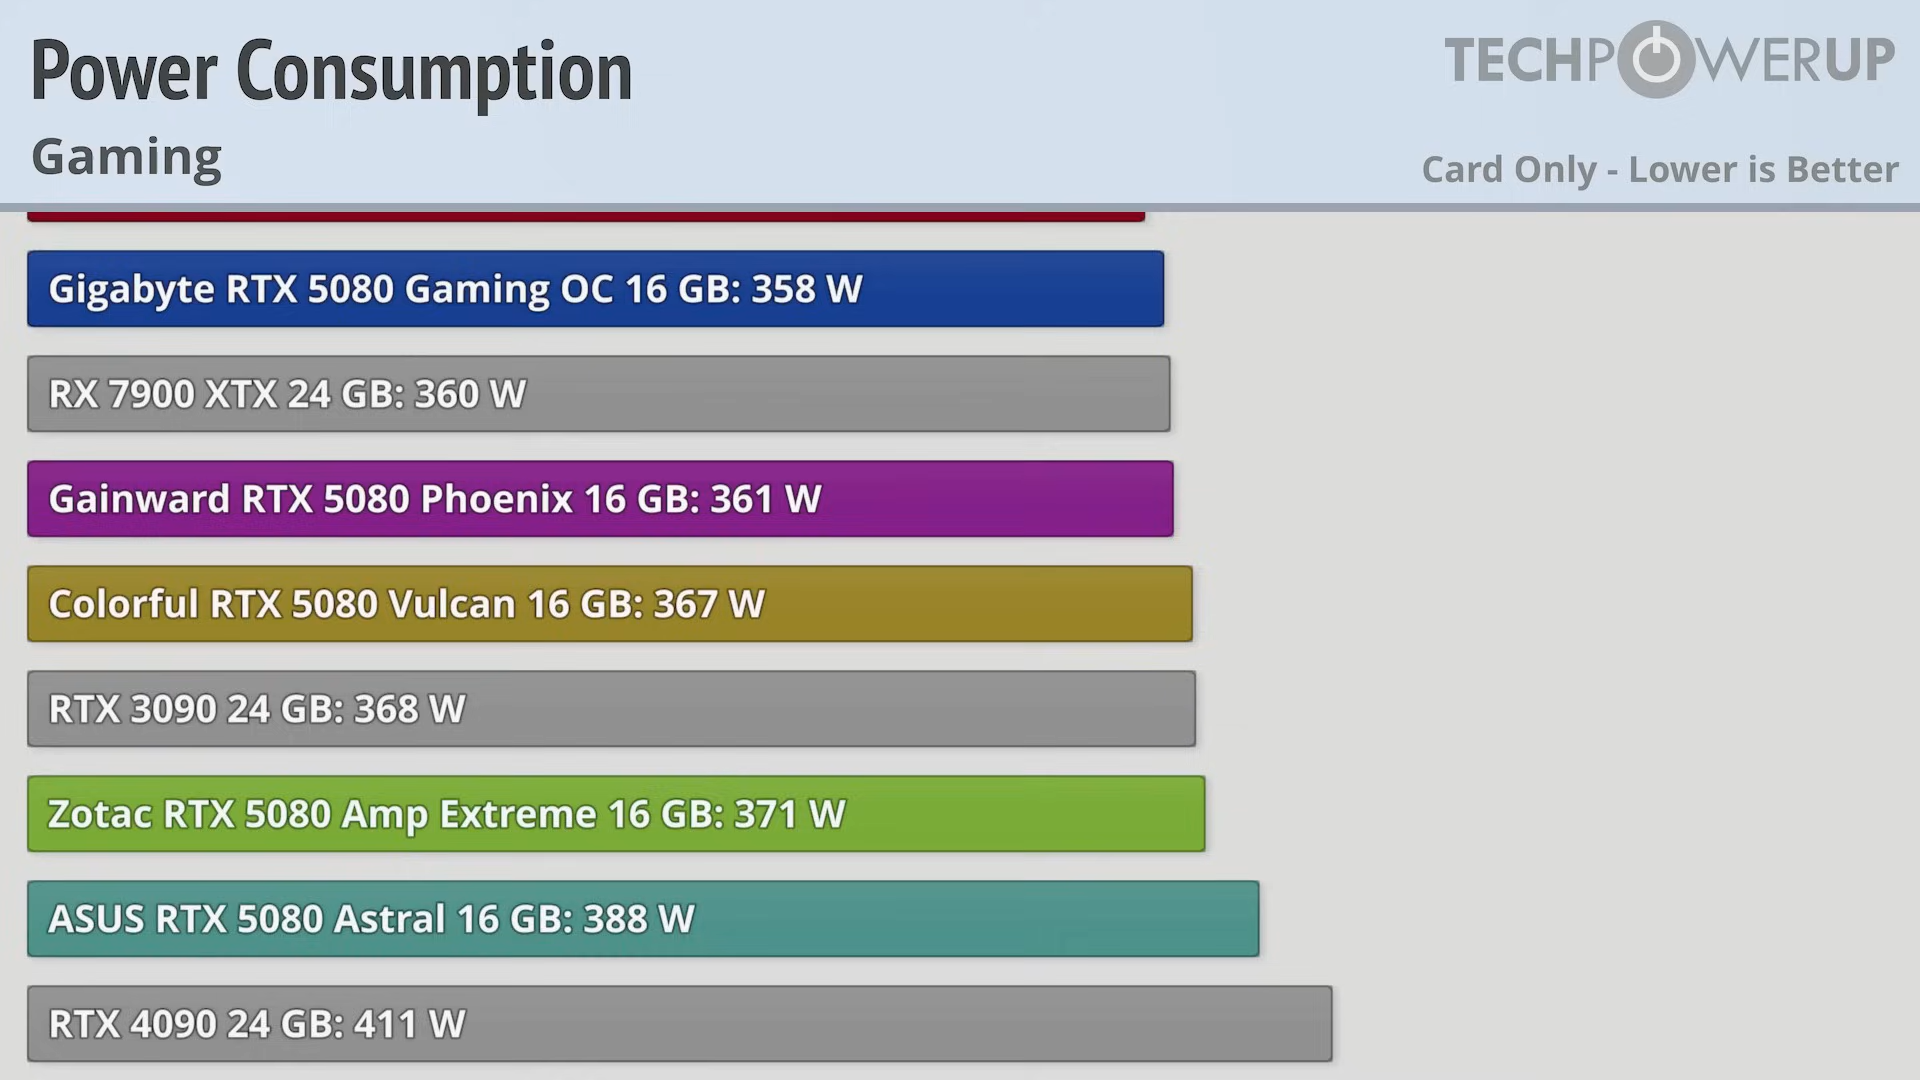 Power Consumption
TECHPOWERUP
Gaming
Card Only - Lower is Better
Gigabyte RTX 5080 Gaming OC 16 GB: 358 W
RX 7900 XTX 24 GB: 360 W
Gainward RTX 5080 Phoenix 16 GB: 361 W
Colorful RTX 5080 Vulcan 16 GB: 367 W
RTX 3090 24 GB: 368 W
Zotac RTX 5080 Amp Extreme 16 GB: 371 W
ASUS RTX 5080 Astral 16 GB: 388 W
RTX 4090 24 GB: 411 W